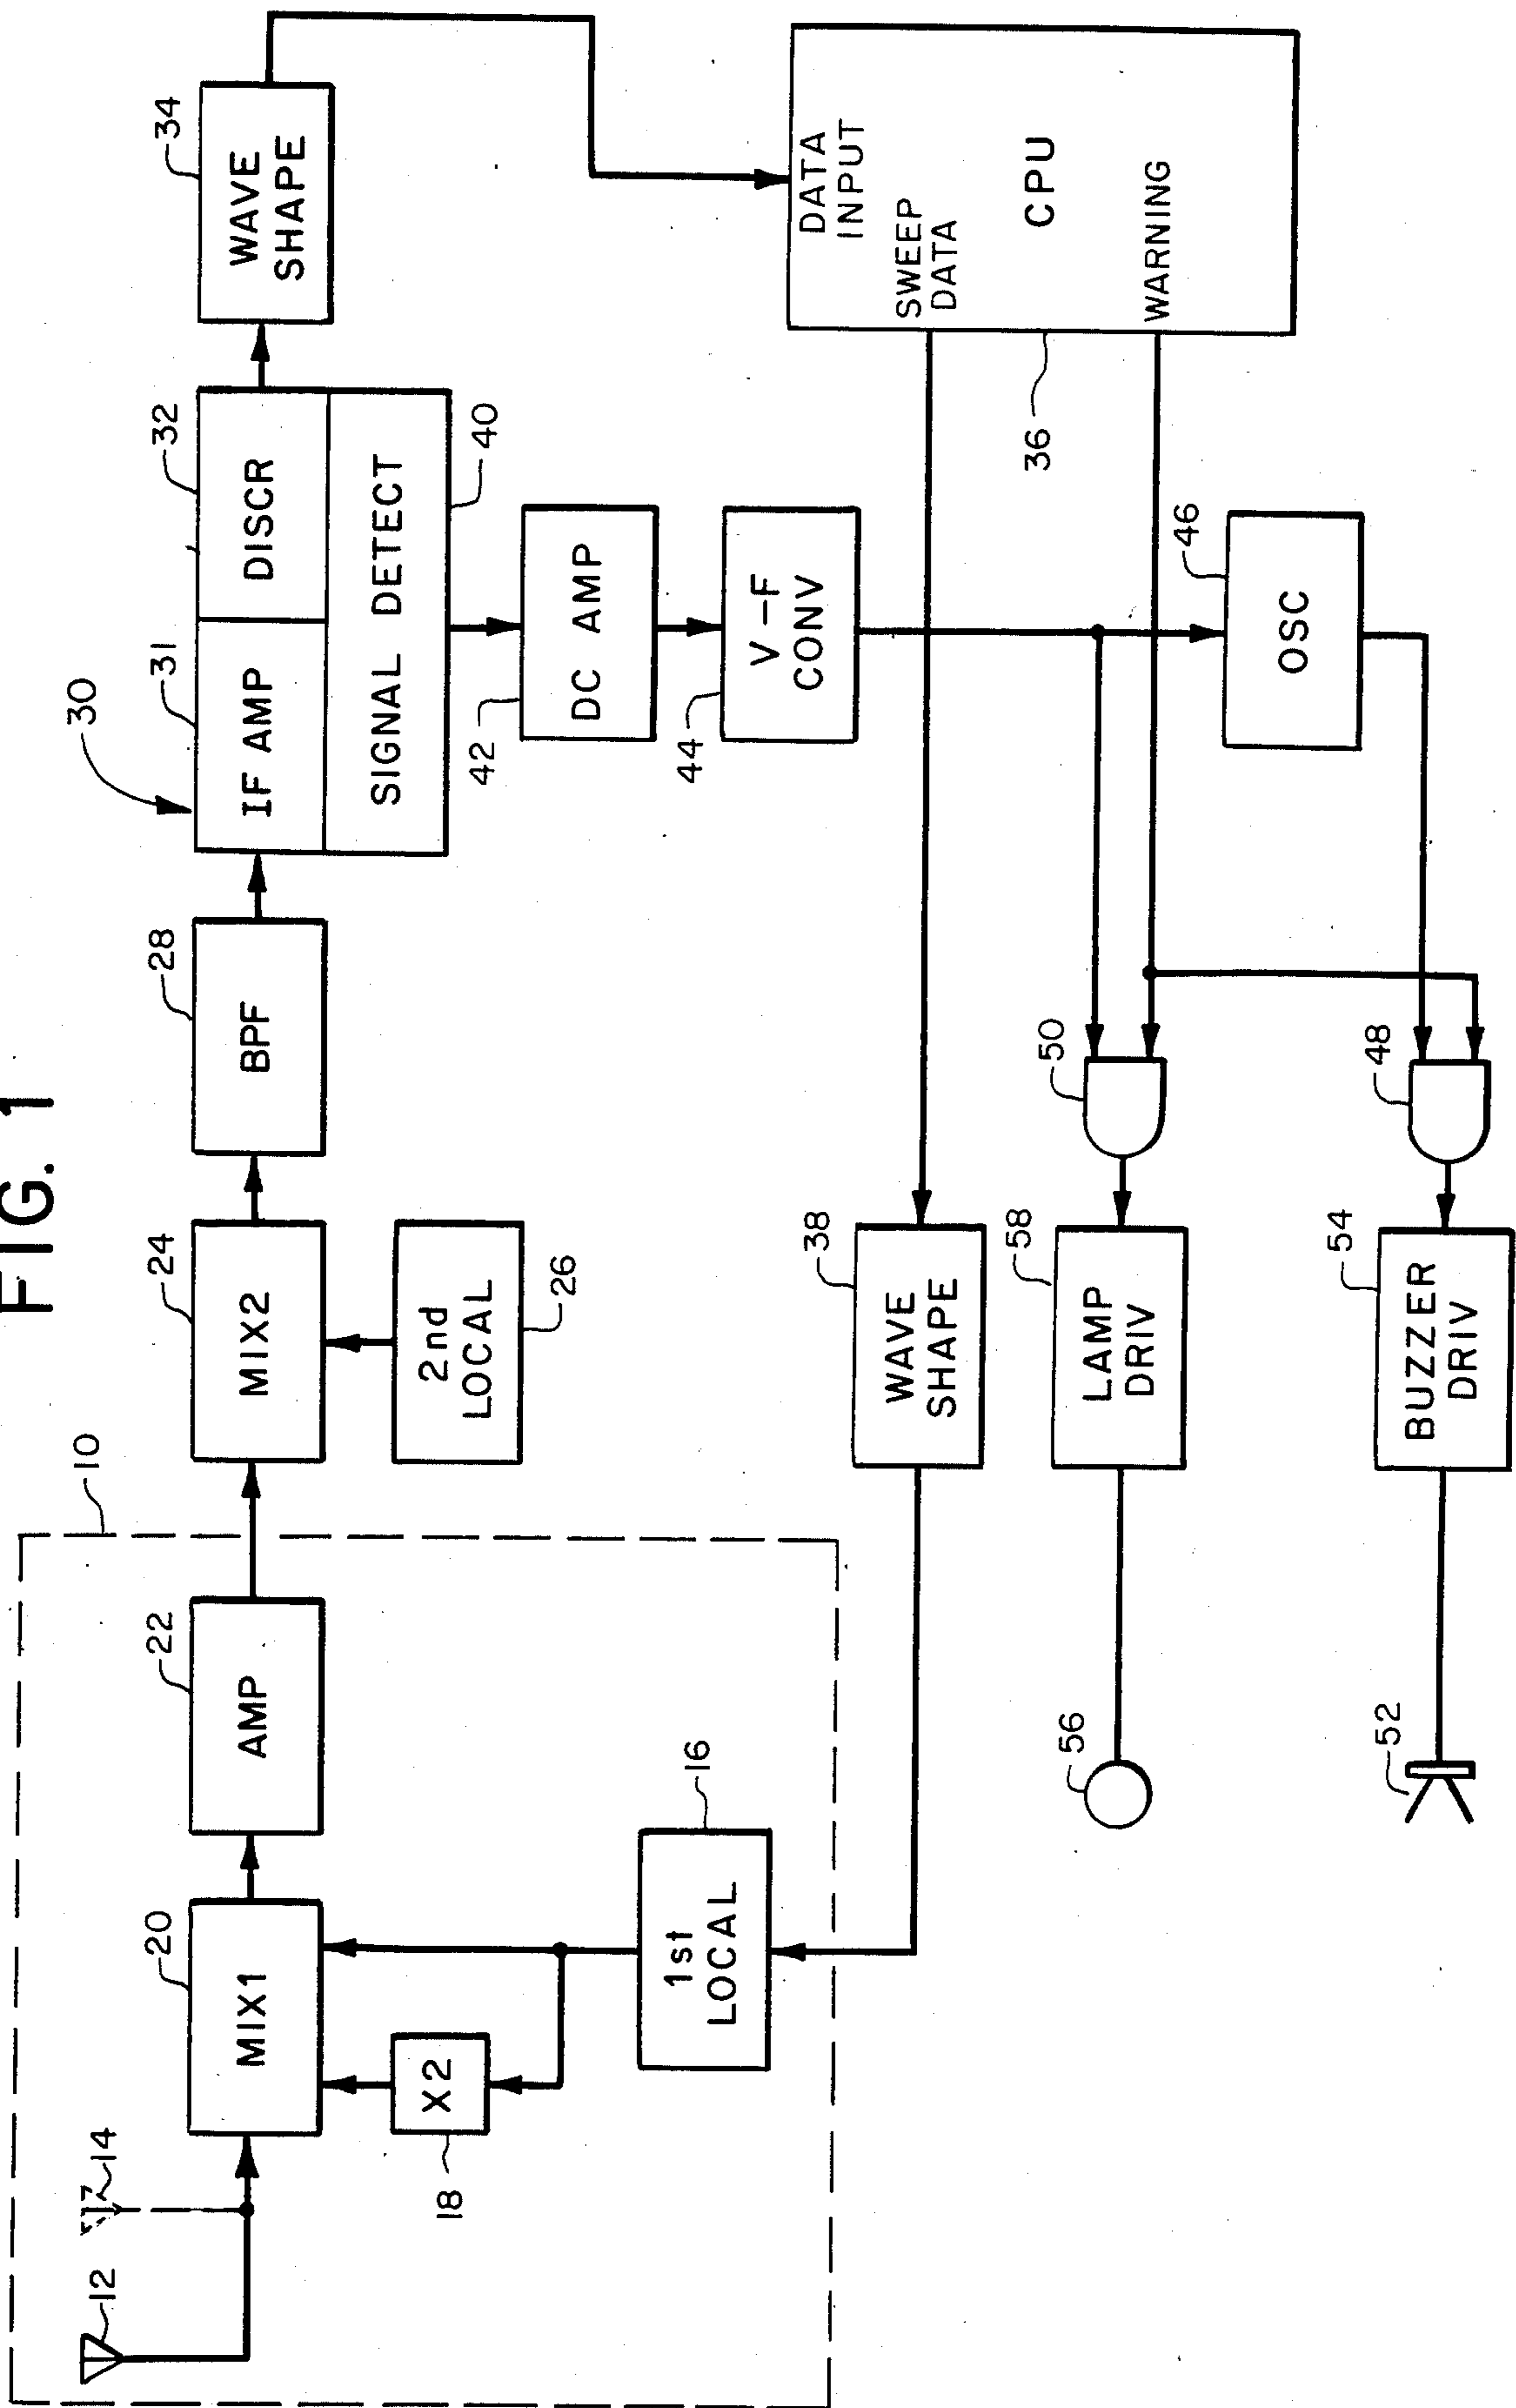 FIG. 1
10
12
14
20
MIX1
22
AMP
24
MIX2
28
BPF
30
31
IF AMP
32
DISCR
SIGNAL DETECT
40
34
WAVE
SHAPE
18
X2
16
1st
LOCAL
2nd
LOCAL
26
42
DC AMP
44
V-F
CONV
DATA
INPUT
SWEEP
DATA
CPU
WARNING
36
38
WAVE
SHAPE
46
OSC
50
58
LAMP
DRIV
56
48
54
BUZZER
DRIV
52